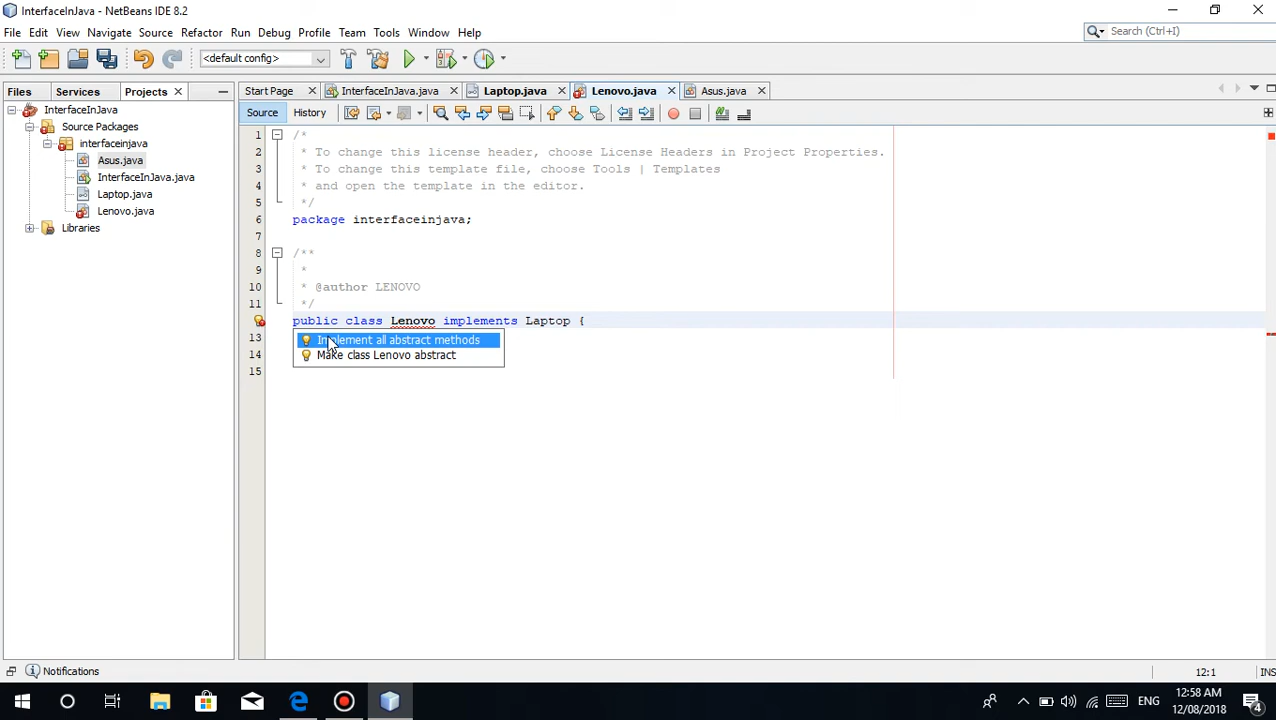 InterfaceInJava - NetBeans IDE 8.2
File Edit View Navigate Source Refactor Run Debug Profile Team Tools Window Help
Search (Ctrl+I)
<default config>
Files Services Projects
Start Page InterfaceInJava.java Laptop.java Lenovo.java Asus.java
InterfaceInJava
Source Packages
interfaceinjava
Asus.java
InterfaceInJava.java
Laptop.java
Lenovo.java
Libraries
Source History
1 /*
2 * To change this license header, choose License Headers in Project Properties.
3 * To change this template file, choose Tools | Templates
4 * and open the template in the editor.
5 */
6 package interfaceinjava;
7
8 /**
9 *
10 * @author LENOVO
11 */
public class Lenovo implements Laptop {
13
14
15
Implement all abstract methods
Make class Lenovo abstract
Notifications
12:1 INS
ENG
12:58 AM
12/08/2018
4